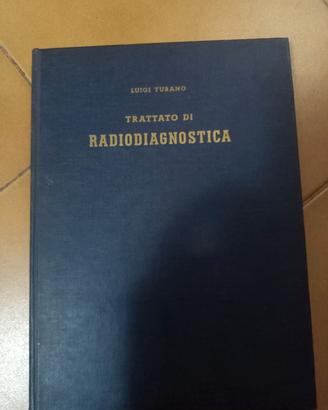 LUIGI TURANO
TRATTATO DI
RADIODIAGNOSTICA